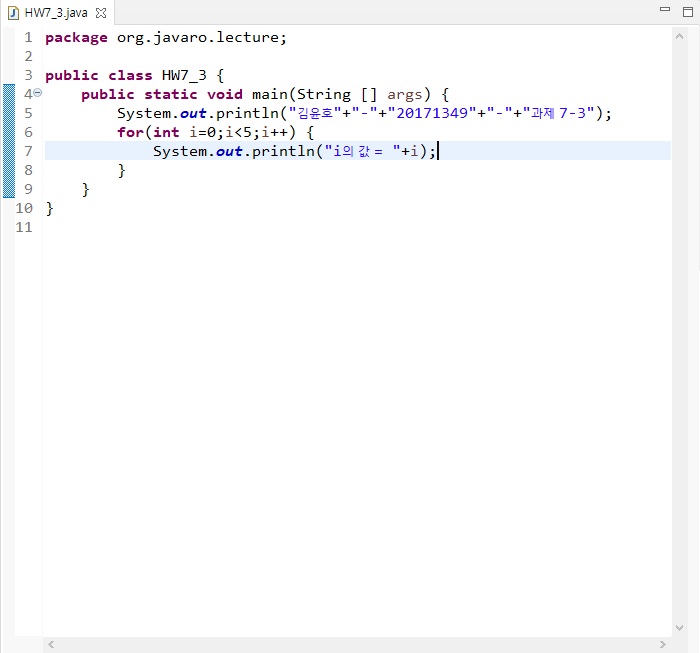 HW7_3.java
1 package org.javaro.lecture;
2
3 public class HW7_3 {
4 public static void main(String [] args) {
5 System.out.println("김윤호"+"-"+"20171349"+"-"+"과제 7-3");
6 for(int i=0;i<5;i++) {
7 System.out.println("i의 값 = "+i);
8 }
9 }
10 }
11